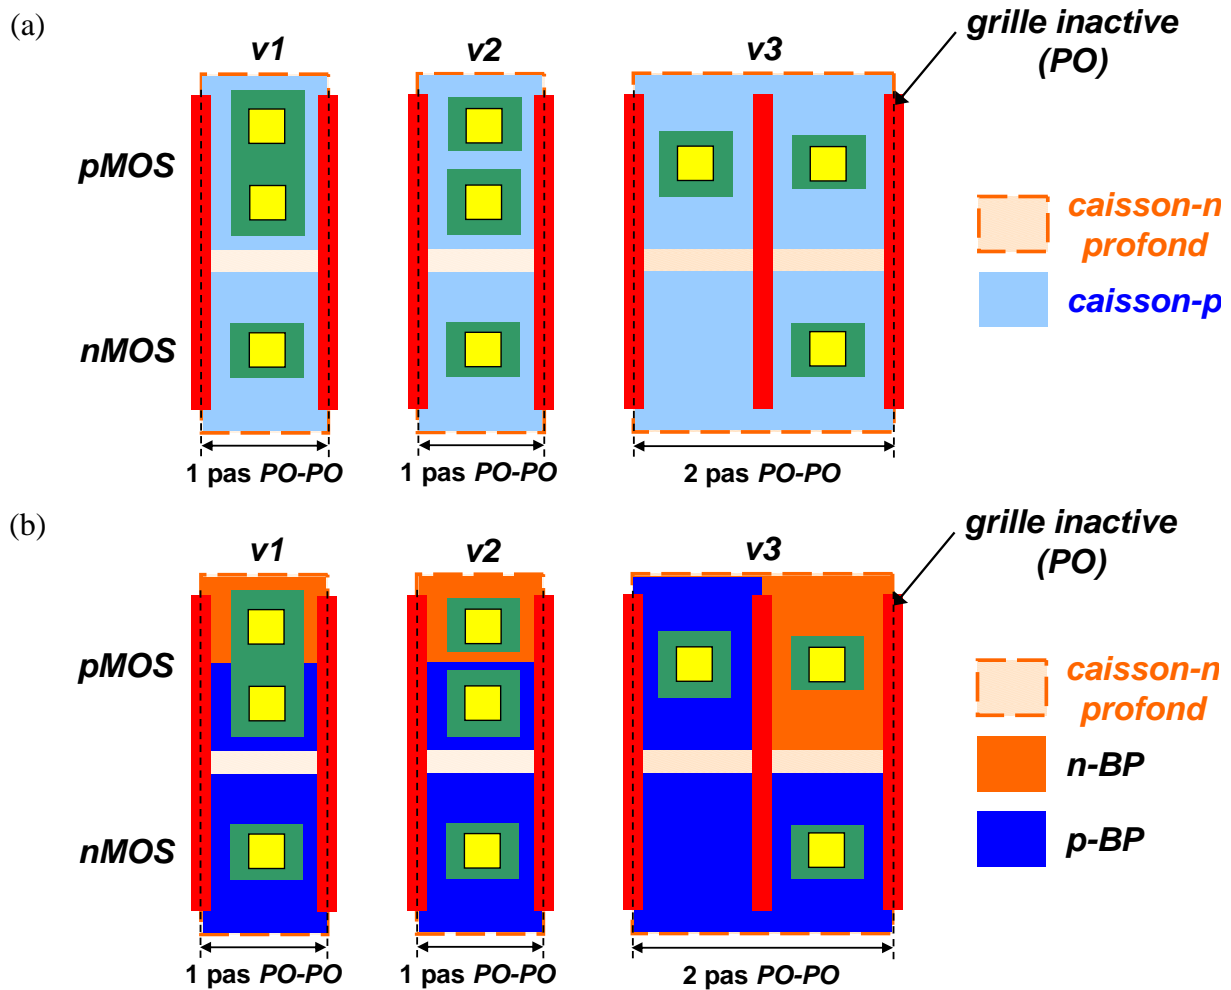 (a)
v1
v2
v3
grille inactive
(PO)
pMOS
nMOS
caisson-n
profond
caisson-p
1 pas PO-PO
1 pas PO-PO
2 pas PO-PO
(b)
v1
v2
v3
grille inactive
(PO)
pMOS
nMOS
caisson-n
profond
n-BP
p-BP
1 pas PO-PO
1 pas PO-PO
2 pas PO-PO